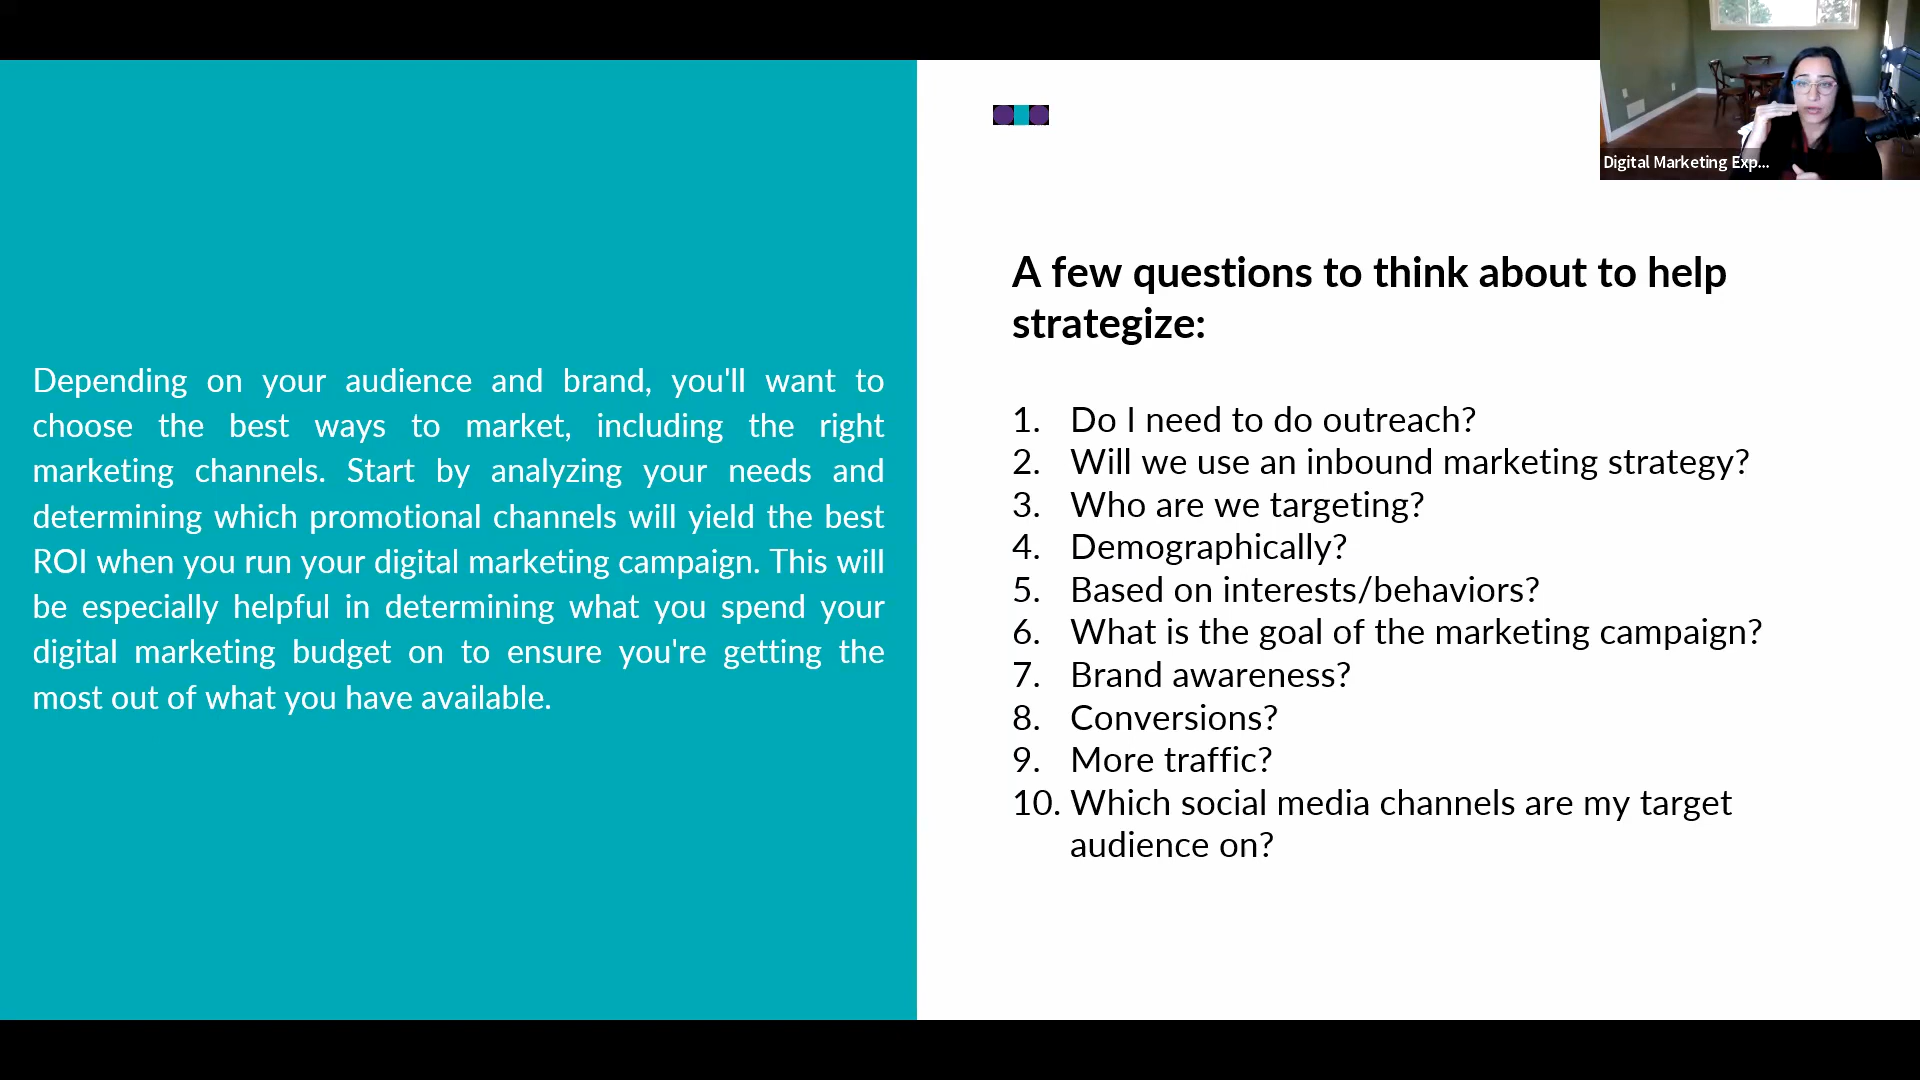 Depending on your audience and brand, you'll want to
choose the best ways to market, including the right
marketing channels. Start by analyzing your needs and
determining which promotional channels will yield the best
ROI when you run your digital marketing campaign. This will
be especially helpful in determining what you spend your
digital marketing budget on to ensure you're getting the
most out of what you have available.
A few questions to think about to help
strategize:
1. Do I need to do outreach?
2. Will we use an inbound marketing strategy?
3. Who are we targeting?
4. Demographically?
5. Based on interests/behaviors?
6. What is the goal of the marketing campaign?
7. Brand awareness?
8. Conversions?
9. More traffic?
10. Which social media channels are my target
audience on?
Digital Marketing Exp...